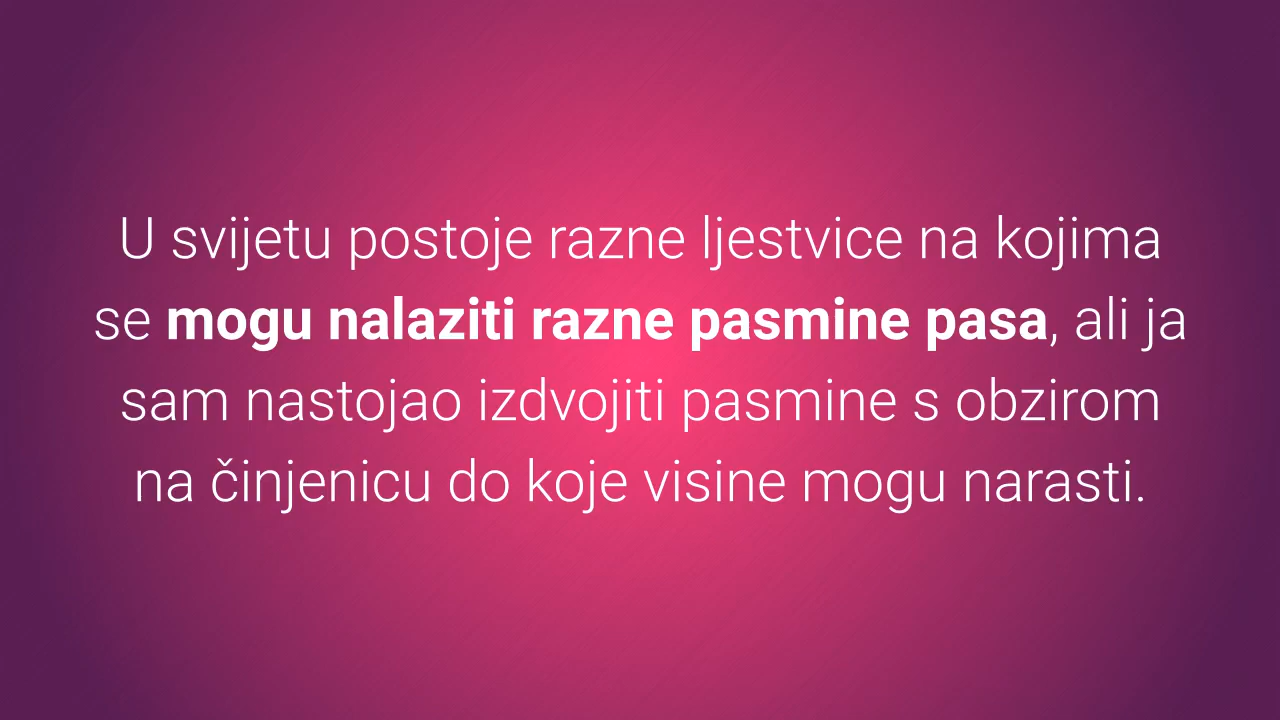 U svijetu postoje razne ljestvice na kojima
se mogu nalaziti razne pasmine pasa, ali ja
sam nastojao izdvojiti pasmine s obzirom
na činjenicu do koje visine mogu narasti.